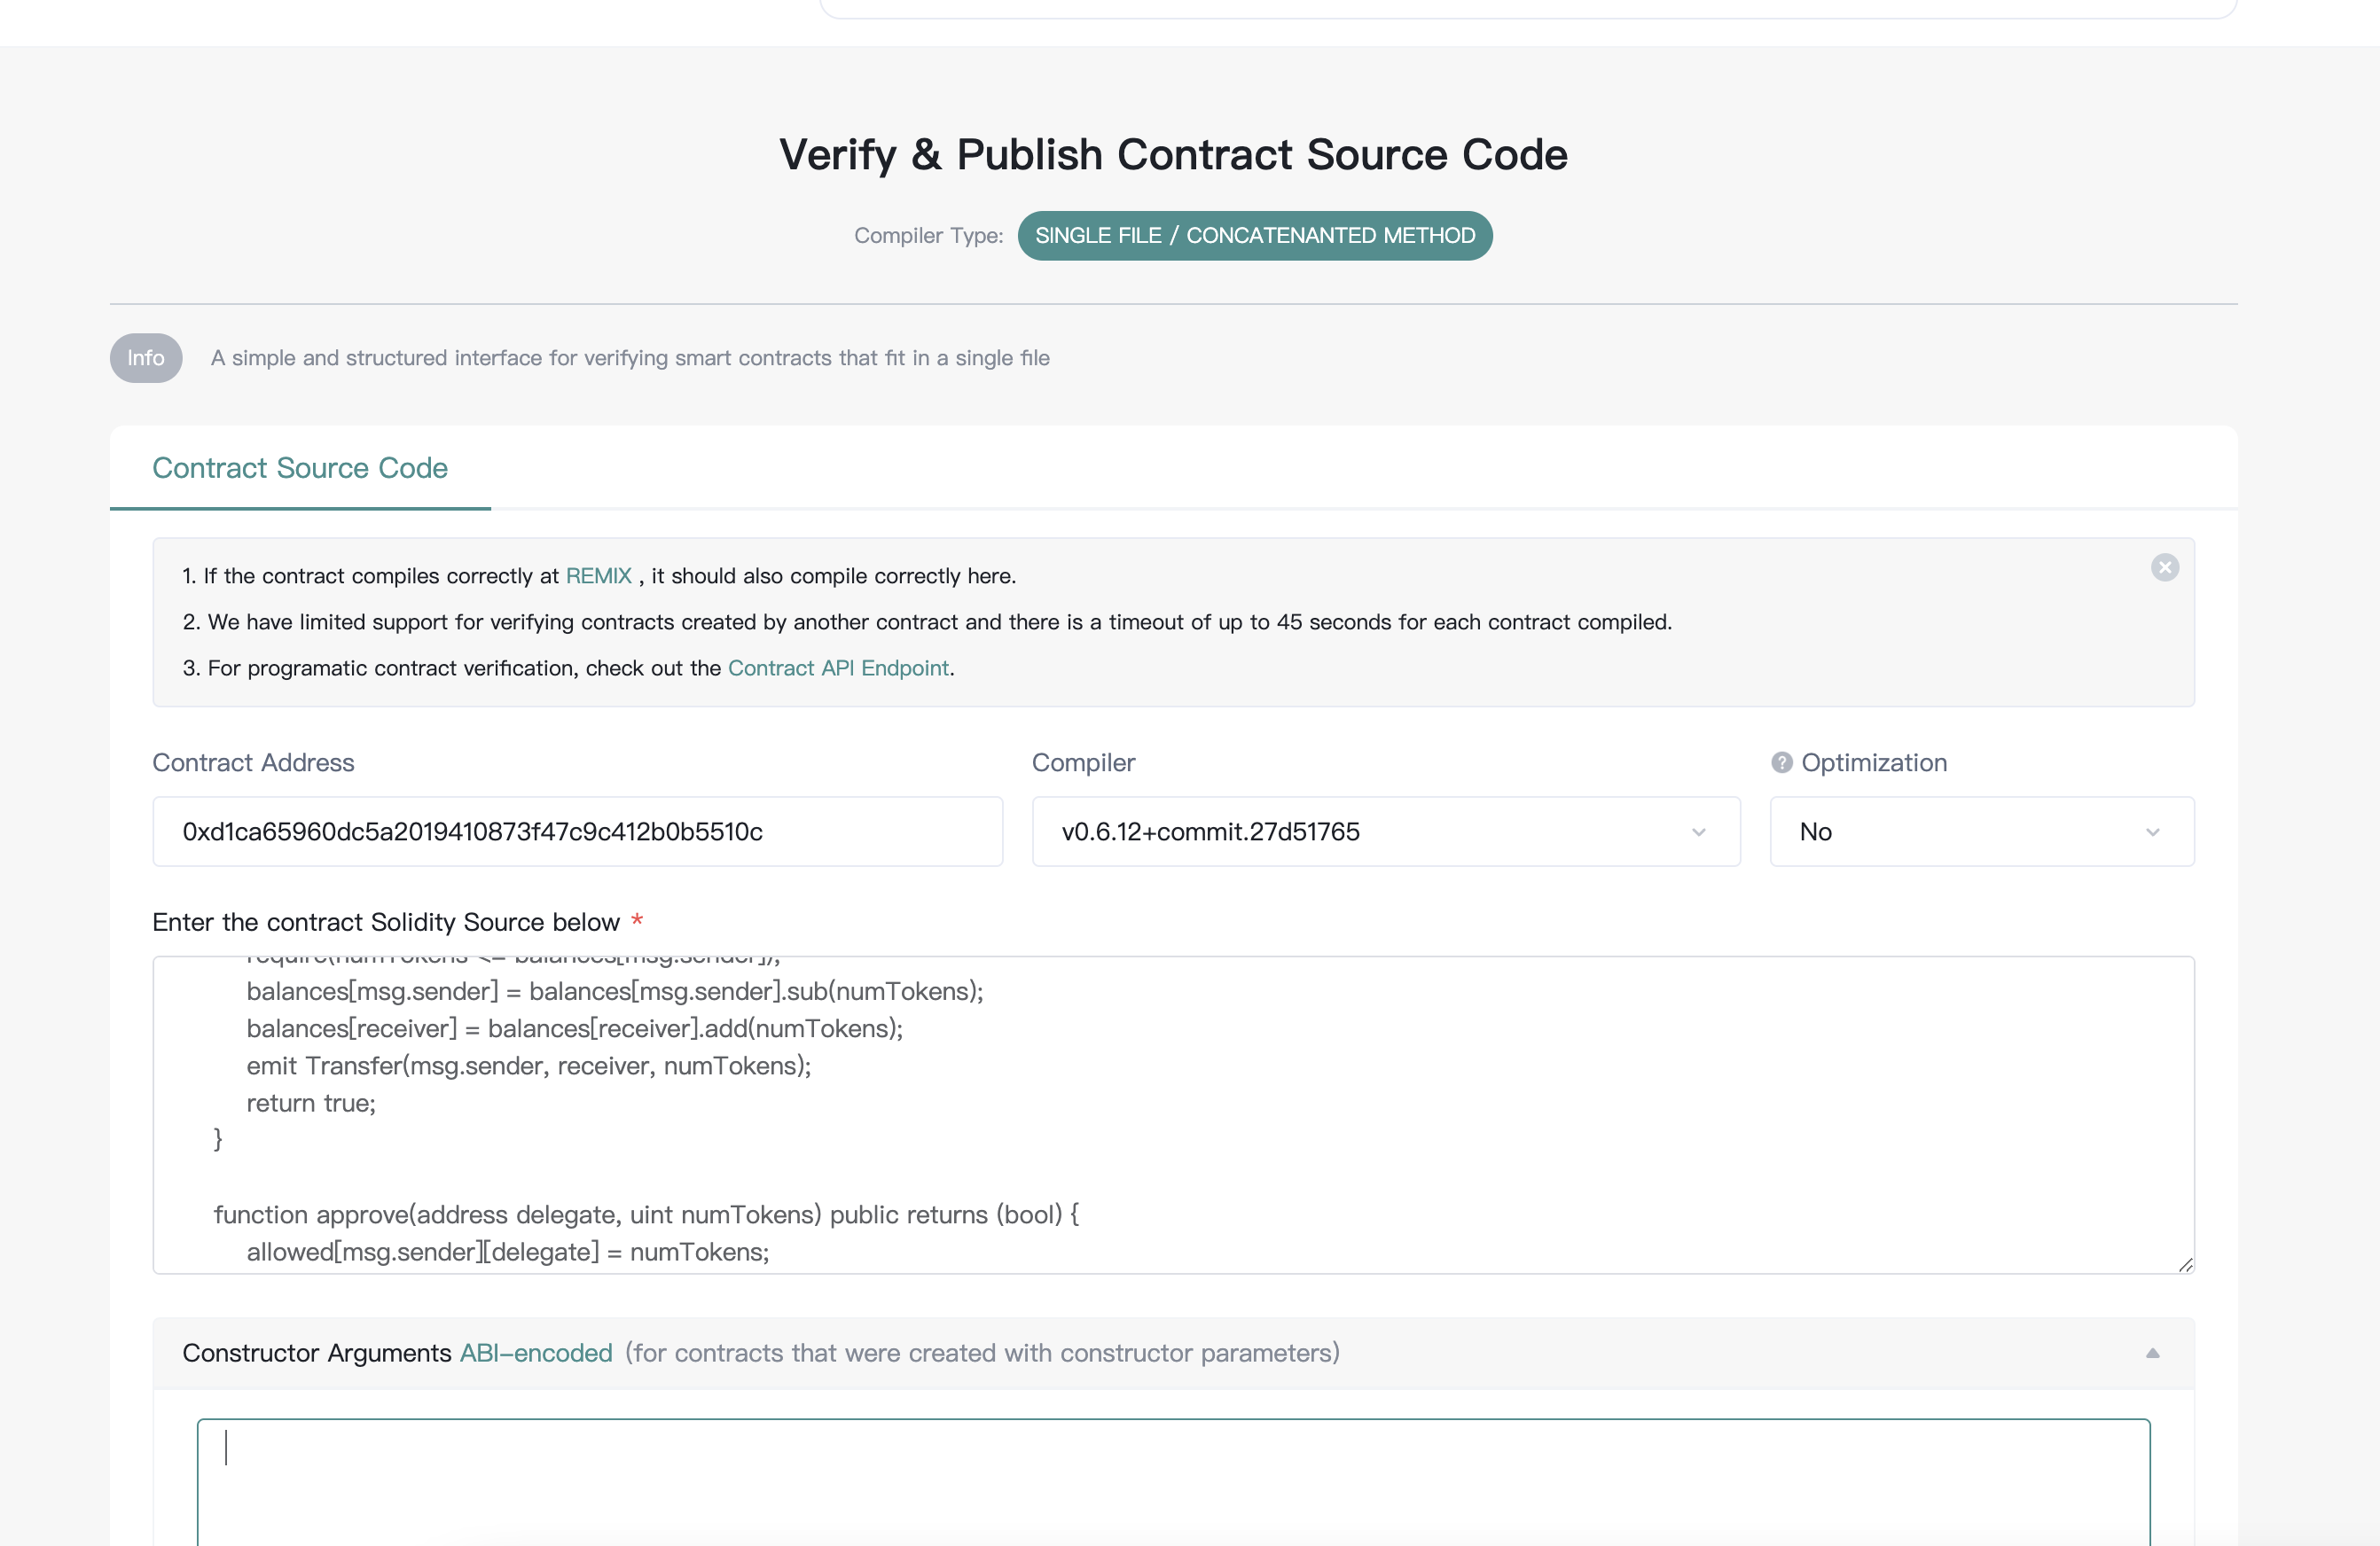 Verify & Publish Contract Source Code
Compiler Type: SINGLE FILE / CONCATENANTED METHOD
Info A simple and structured interface for verifying smart contracts that fit in a single file
Contract Source Code
1. If the contract compiles correctly at REMIX , it should also compile correctly here.
2. We have limited support for verifying contracts created by another contract and there is a timeout of up to 45 seconds for each contract compiled.
3. For programatic contract verification, check out the Contract API Endpoint.
Contract Address Compiler ? Optimization
0xd1ca65960dc5a2019410873f47c9c412b0b5510c v0.6.12+commit.27d51765 No
Enter the contract Solidity Source below *
require(numTokens <= balances[msg.sender]);
balances[msg.sender] = balances[msg.sender].sub(numTokens);
balances[receiver] = balances[receiver].add(numTokens);
emit Transfer(msg.sender, receiver, numTokens);
return true;
}
function approve(address delegate, uint numTokens) public returns (bool) {
allowed[msg.sender][delegate] = numTokens;
Constructor Arguments ABI-encoded (for contracts that were created with constructor parameters)